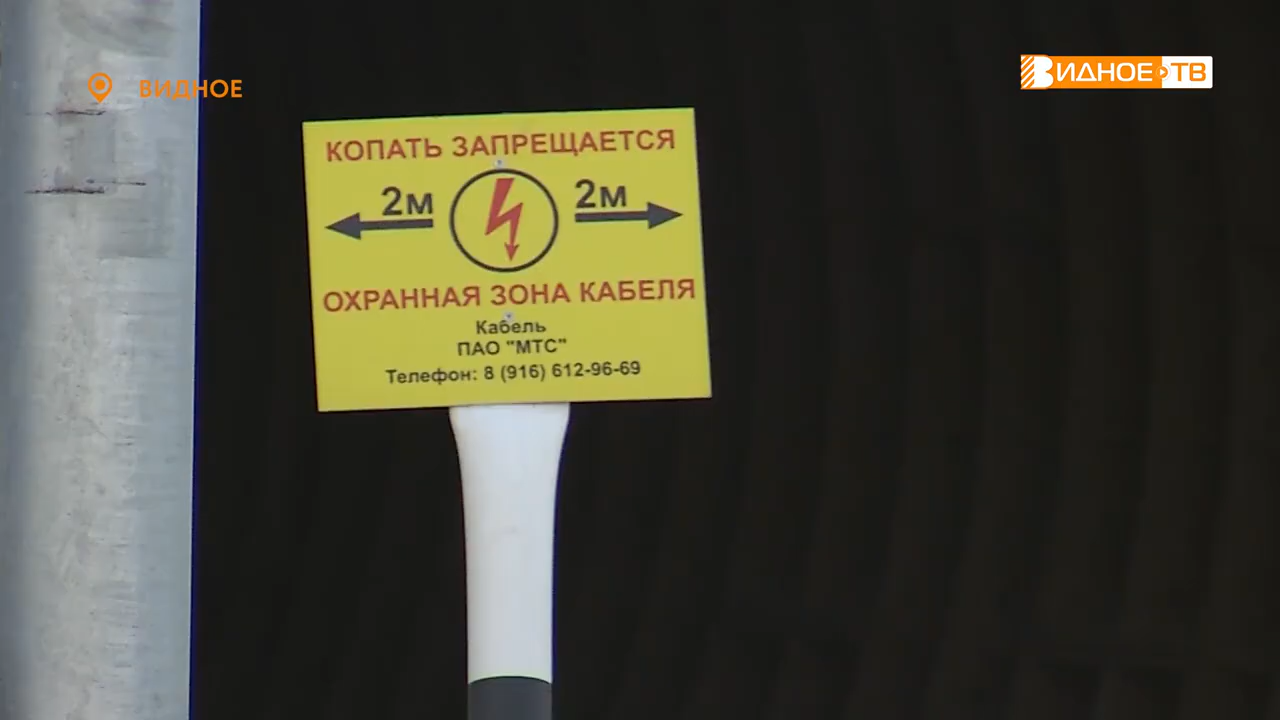 ВИДНОЕ
ВИДНОЕ ТВ
КОПАТЬ ЗАПРЕЩАЕТСЯ
2м 2м
ОХРАННАЯ ЗОНА КАБЕЛЯ
Кабель
ПАО "МТС"
Телефон: 8 (916) 612-96-69